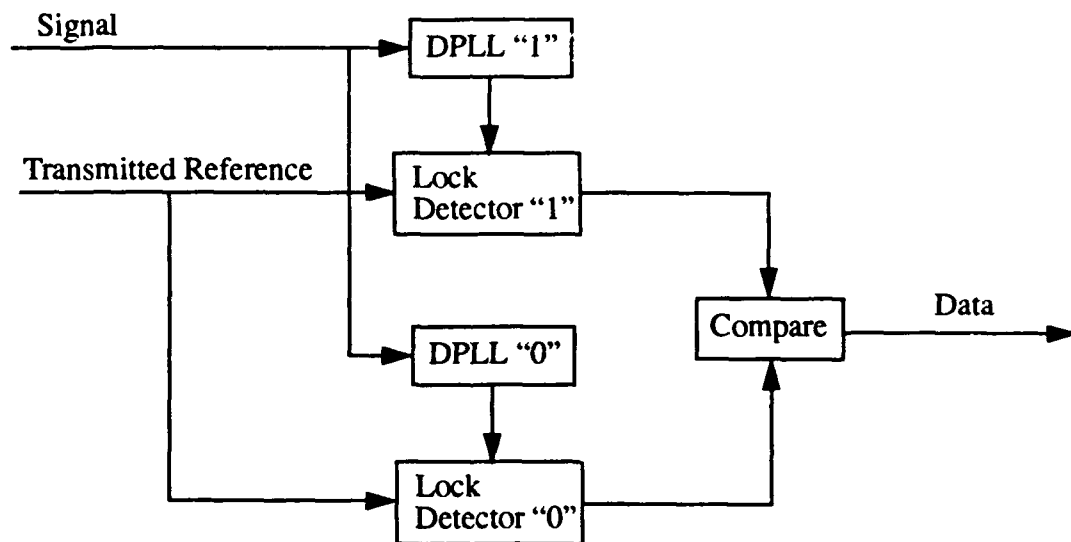 Signal
DPLL “1”
Transmitted Reference
Lock
Detector “1”
Compare
Data
DPLL “0”
Lock
Detector “0”